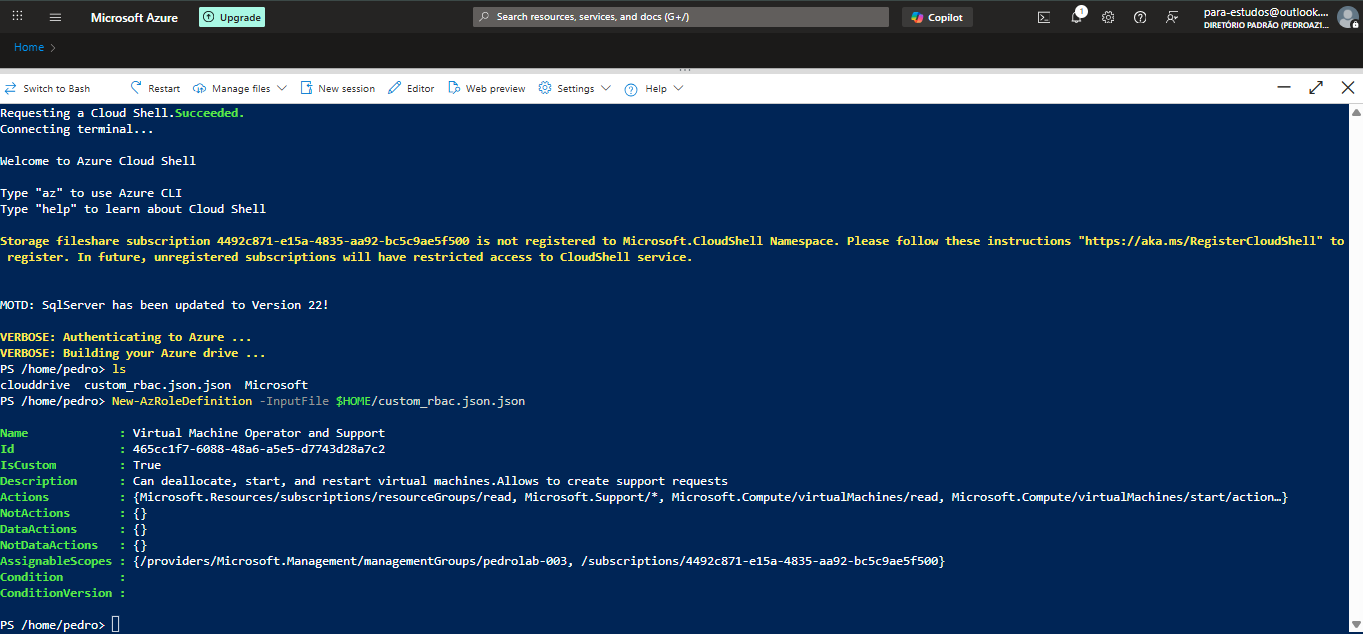 Microsoft Azure
Upgrade
Search resources, services, and docs (G+/)
Copilot
1
para-estudos@outlook....
DIRETÓRIO PADRÃO (PEDROAZ1...
Home >
Switch to Bash
Restart
Manage files
New session
Editor
Web preview
Settings
Help
Requesting a Cloud Shell.Succeeded.
Connecting terminal...
Welcome to Azure Cloud Shell
Type "az" to use Azure CLI
Type "help" to learn about Cloud Shell
Storage fileshare subscription 4492c871-e15a-4835-aa92-bc5c9ae5f500 is not registered to Microsoft.CloudShell Namespace. Please follow these instructions "https://aka.ms/RegisterCloudShell" to
register. In future, unregistered subscriptions will have restricted access to CloudShell service.
MOTD: SqlServer has been updated to Version 22!
VERBOSE: Authenticating to Azure ...
VERBOSE: Building your Azure drive ...
PS /home/pedro> ls
clouddrive custom_rbac.json.json Microsoft
PS /home/pedro> New-AzRoleDefinition -InputFile $HOME/custom_rbac.json.json
Name : Virtual Machine Operator and Support
Id : 465cc1f7-6088-48a6-a5e5-d7743d28a7c2
IsCustom : True
Description : Can deallocate, start, and restart virtual machines.Allows to create support requests
Actions : {Microsoft.Resources/subscriptions/resourceGroups/read, Microsoft.Support/*, Microsoft.Compute/virtualMachines/read, Microsoft.Compute/virtualMachines/start/action…}
NotActions : {}
DataActions : {}
NotDataActions : {}
AssignableScopes : {/providers/Microsoft.Management/managementGroups/pedrolab-003, /subscriptions/4492c871-e15a-4835-aa92-bc5c9ae5f500}
Condition :
ConditionVersion :
PS /home/pedro>